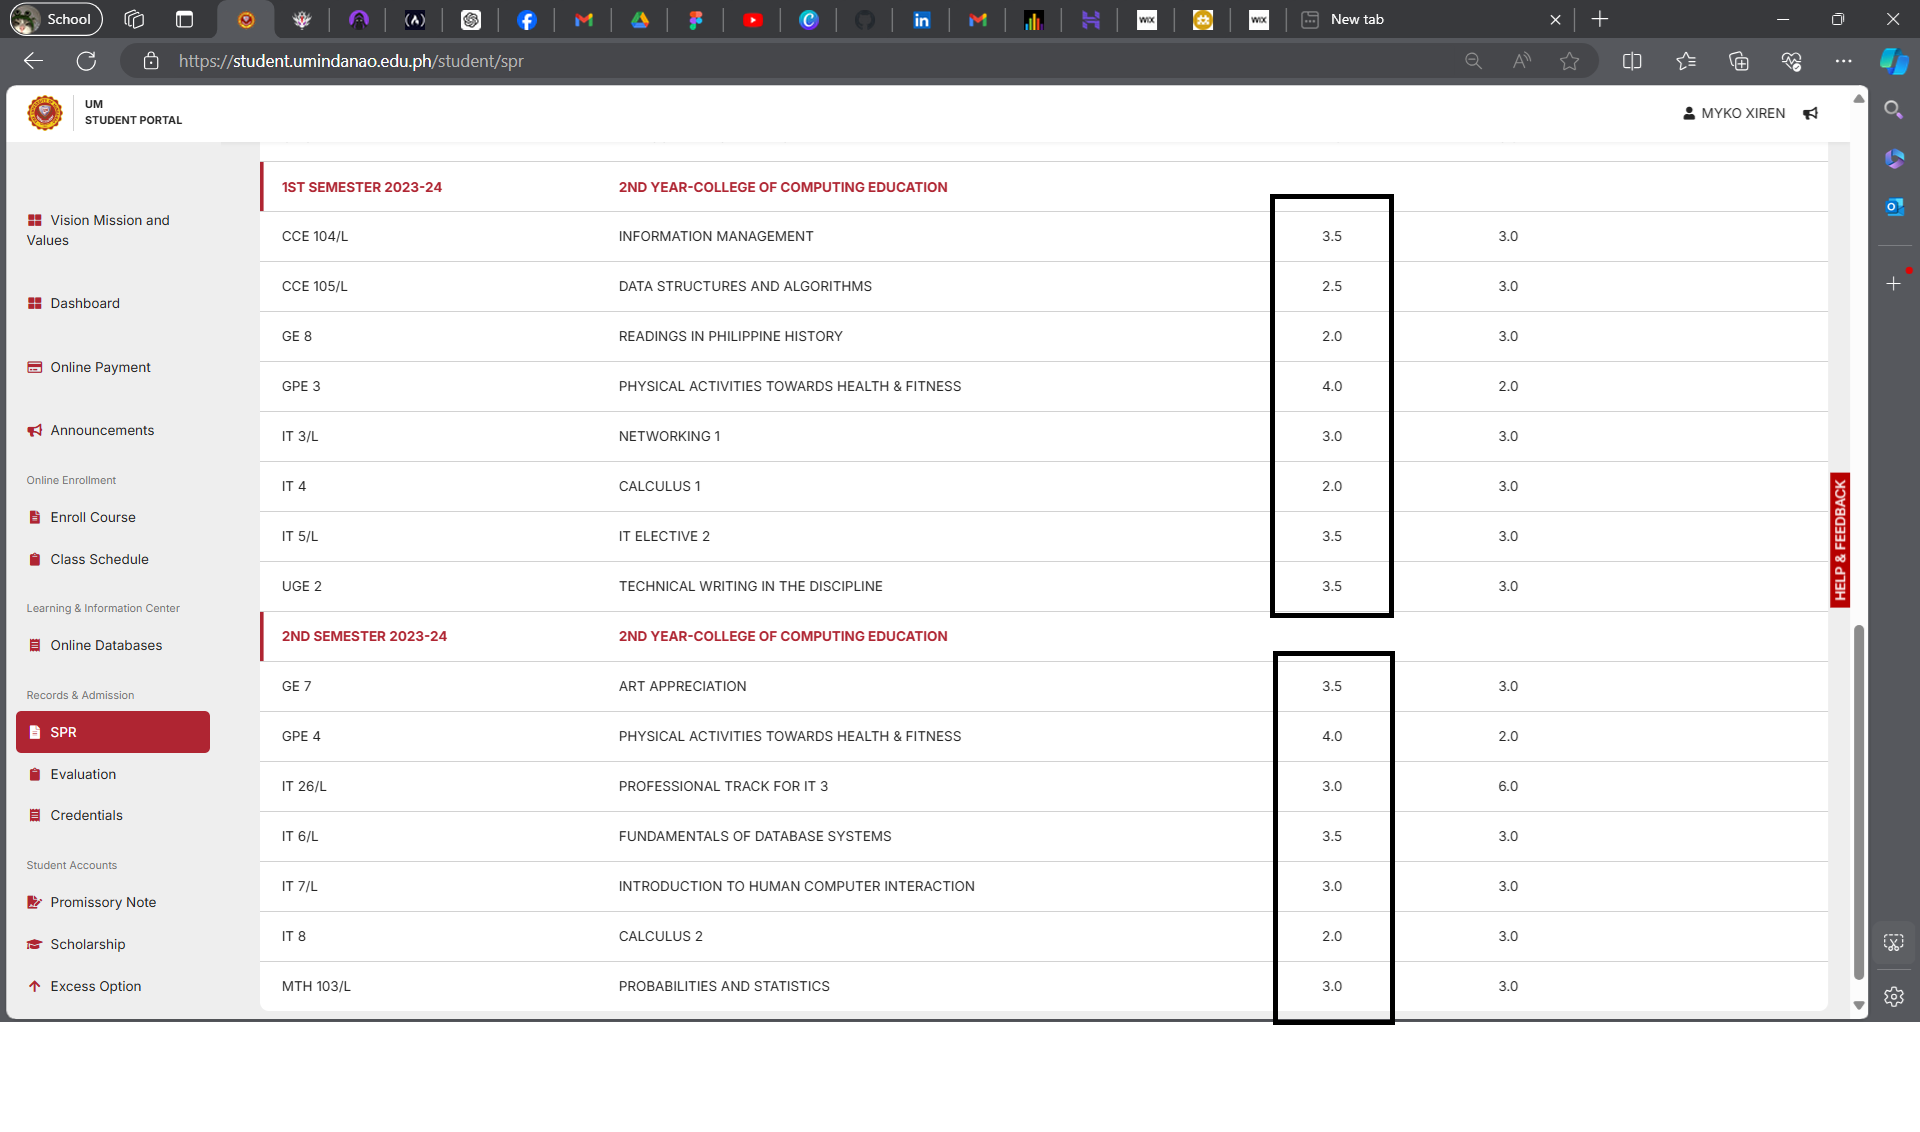 School
New tab
https://student.umindanao.edu.ph/student/spr
UM
STUDENT PORTAL
MYKO XIREN
Vision Mission and
Values
Dashboard
Online Payment
Announcements
Online Enrollment
Enroll Course
Class Schedule
Learning & Information Center
Online Databases
Records & Admission
SPR
Evaluation
Credentials
Student Accounts
Promissory Note
Scholarship
Excess Option
1ST SEMESTER 2023-24 2ND YEAR-COLLEGE OF COMPUTING EDUCATION
CCE 104/L INFORMATION MANAGEMENT 3.5 3.0
CCE 105/L DATA STRUCTURES AND ALGORITHMS 2.5 3.0
GE 8 READINGS IN PHILIPPINE HISTORY 2.0 3.0
GPE 3 PHYSICAL ACTIVITIES TOWARDS HEALTH & FITNESS 4.0 2.0
IT 3/L NETWORKING 1 3.0 3.0
IT 4 CALCULUS 1 2.0 3.0
IT 5/L IT ELECTIVE 2 3.5 3.0
UGE 2 TECHNICAL WRITING IN THE DISCIPLINE 3.5 3.0
2ND SEMESTER 2023-24 2ND YEAR-COLLEGE OF COMPUTING EDUCATION
GE 7 ART APPRECIATION 3.5 3.0
GPE 4 PHYSICAL ACTIVITIES TOWARDS HEALTH & FITNESS 4.0 2.0
IT 26/L PROFESSIONAL TRACK FOR IT 3 3.0 6.0
IT 6/L FUNDAMENTALS OF DATABASE SYSTEMS 3.5 3.0
IT 7/L INTRODUCTION TO HUMAN COMPUTER INTERACTION 3.0 3.0
IT 8 CALCULUS 2 2.0 3.0
MTH 103/L PROBABILITIES AND STATISTICS 3.0 3.0
HELP & FEEDBACK